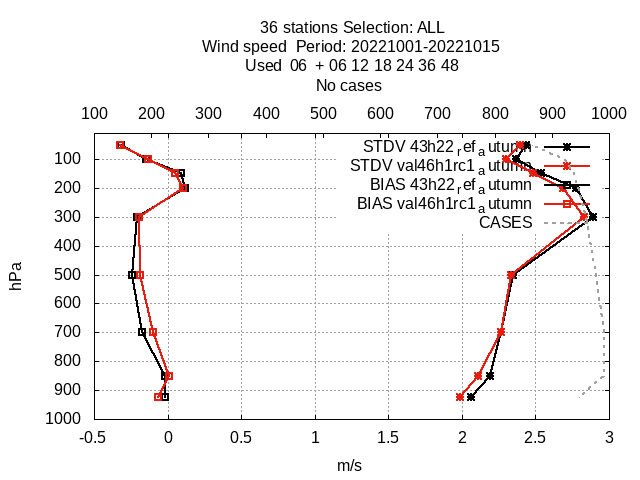 36 stations Selection: ALL
Wind speed  Period: 20221001-20221015
Used  06  + 06 12 18 24 36 48
No cases
100 200 300 400 500 600 700 800 900 1000
STDV 43h22_ref_autumn
STDV val46h1rc1_autumn
BIAS 43h22_ref_autumn
BIAS val46h1rc1_autumn
CASES
100
200
300
400
500
600
700
800
900
1000
hPa
-0.5 0 0.5 1 1.5 2 2.5 3
m/s